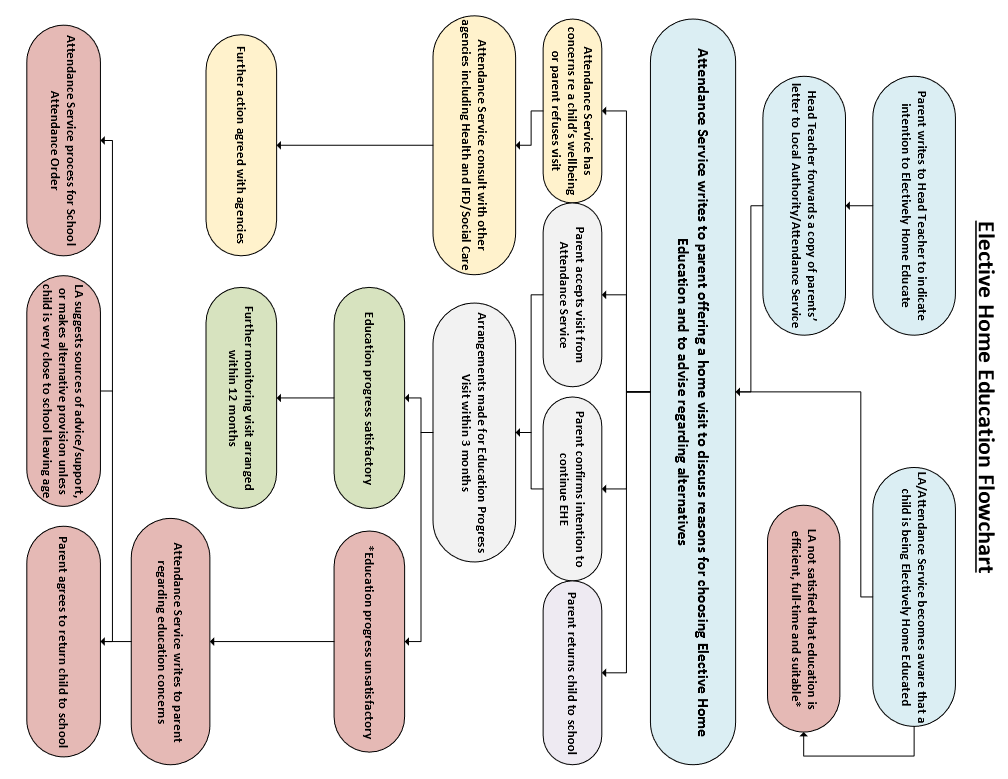 Elective Home Education Flowchart
Parent writes to Head Teacher to indicate
intention to Electively Home Educate
LA/Attendance Service becomes aware that a
child is being Electively Home Educated
Head Teacher forwards a copy of parents'
letter to Local Authority/Attendance Service
LA not satisfied that education is
efficient, full-time and suitable*
Attendance Service writes to parent offering a home visit to discuss reasons for choosing Elective Home
Education and to advise regarding alternatives
Attendance Service has
concerns re a child's wellbeing
or parent refuses visit
Parent accepts visit from
Attendance Service
Parent confirms intention to
continue EHE
Parent returns child to school
Attendance Service consult with other
agencies including Health and IFD/Social Care
Arrangements made for Education Progress
Visit within 3 months
Education progress satisfactory
*Education progress unsatisfactory
Further action agreed with agencies
Further monitoring visit arranged
within 12 months
Attendance Service writes to parent
regarding education concerns
Attendance Service process for School
Attendance Order
LA suggests sources of advice/support,
or makes alternative provision unless
child is very close to school leaving age
Parent agrees to return child to school